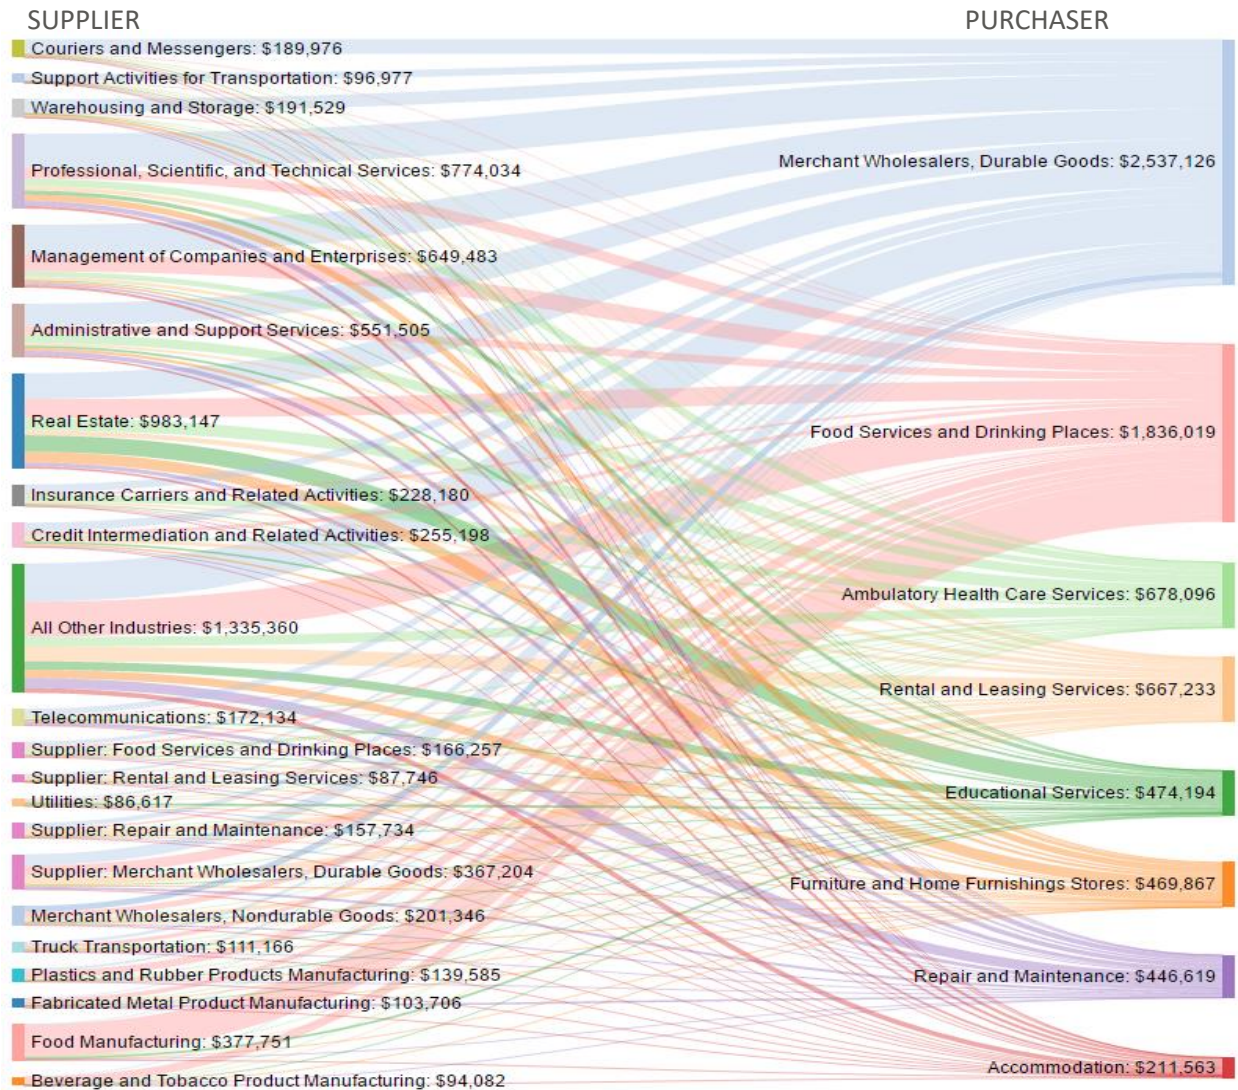 SUPPLIER
PURCHASER
Couriers and Messengers: $189,976
Support Activities for Transportation: $96,977
Warehousing and Storage: $191,529
Professional, Scientific, and Technical Services: $774,034
Management of Companies and Enterprises: $649,483
Administrative and Support Services: $551,505
Real Estate: $983,147
Insurance Carriers and Related Activities: $228,180
Credit Intermediation and Related Activities: $255,198
All Other Industries: $1,335,360
Telecommunications: $172,134
Supplier: Food Services and Drinking Places: $166,257
Supplier: Rental and Leasing Services: $87,746
Utilities: $86,617
Supplier: Repair and Maintenance: $157,734
Supplier: Merchant Wholesalers, Durable Goods: $367,204
Merchant Wholesalers, Nondurable Goods: $201,346
Truck Transportation: $111,166
Plastics and Rubber Products Manufacturing: $139,585
Fabricated Metal Product Manufacturing: $103,706
Food Manufacturing: $377,751
Beverage and Tobacco Product Manufacturing: $94,082
Merchant Wholesalers, Durable Goods: $2,537,126
Food Services and Drinking Places: $1,836,019
Ambulatory Health Care Services: $678,096
Rental and Leasing Services: $667,233
Educational Services: $474,194
Furniture and Home Furnishings Stores: $469,867
Repair and Maintenance: $446,619
Accommodation: $211,563